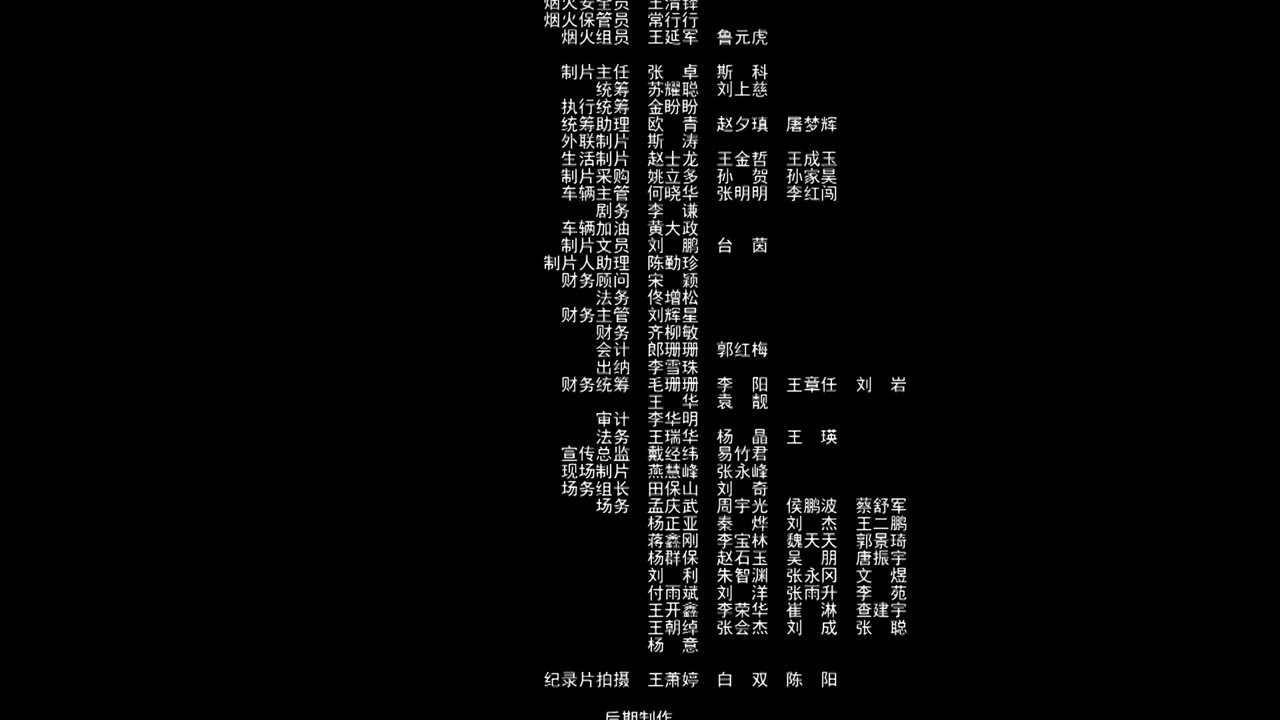 烟火安全员 王清锋
烟火保管员 常行行
烟火组员 王延军 鲁元虎
制片主任 张 卓 斯 科
统筹 苏耀聪 刘上慈
执行统筹 金盼盼
统筹助理 欧 青 赵夕瑱 屠梦辉
外联制片 斯 涛
生活制片 赵士龙 王金哲 王成玉
制片采购 姚立多 孙 贺 孙家昊
车辆主管 何晓华 张明明 李红闯
剧务 李 谦
车辆加油 黄大政
制片文员 刘 鹏 台 茵
制片人助理 陈勤珍
财务顾问 宋 颖
法务 佟增松
财务主管 刘辉星
财务 齐柳敏
会计 郎珊珊 郭红梅
出纳 李雪珠
财务统筹 毛珊珊 李 阳 王章任 刘 岩
王 华 袁 靓
审计 李华明
法务 王瑞华 杨 晶 王 瑛
宣传总监 戴经纬 易竹君
现场制片 燕慧峰 张永峰
场务组长 田保山 刘 奇
场务 孟庆武 周宇光 侯鹏波 蔡舒军
杨正亚 秦 烨 刘 杰 王二鹏
蒋鑫刚 李宝林 魏天天 郭景琦
杨群保 赵石玉 吴 朋 唐振宇
刘 利 朱智渊 张永冈 文 煜
付雨斌 刘 洋 张雨升 李 苑
王开鑫 李荣华 崔 淋 查建宇
王朝绰 张会杰 刘 成 张 聪
杨 意
纪录片拍摄 王萧婷 白 双 陈 阳
后期制作